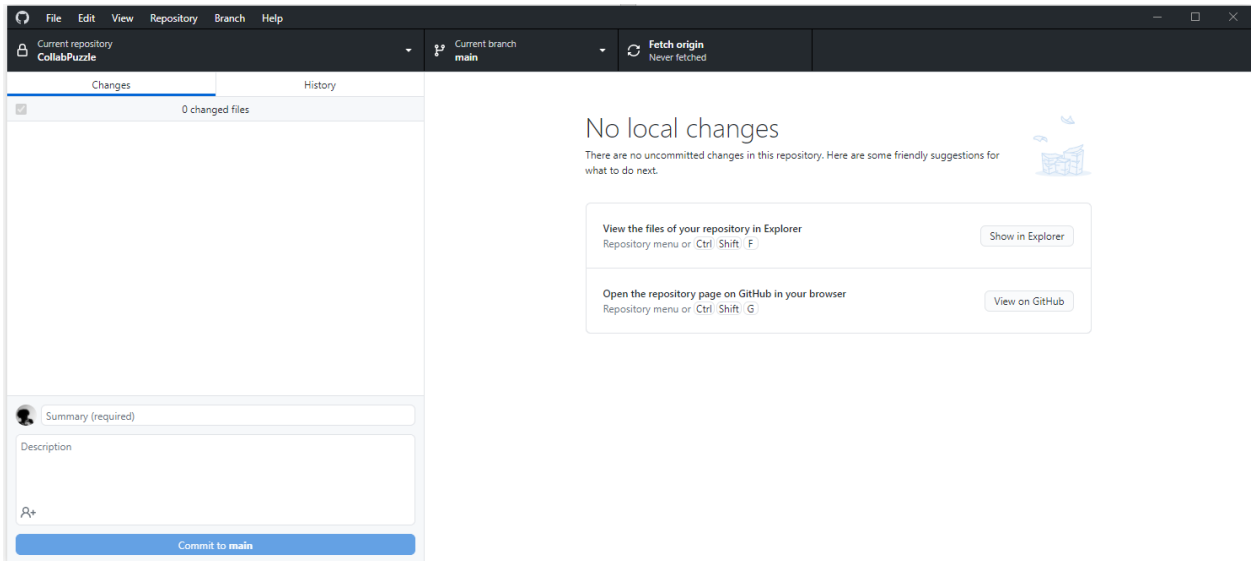 File Edit View Repository Branch Help
Current repository
CollabPuzzle
Current branch
main
Fetch origin
Never fetched
Changes
History
0 changed files
No local changes
There are no uncommitted changes in this repository. Here are some friendly suggestions for
what to do next.
View the files of your repository in Explorer
Repository menu or Ctrl Shift F
Show in Explorer
Open the repository page on GitHub in your browser
Repository menu or Ctrl Shift G
View on GitHub
Summary (required)
Description
Commit to main